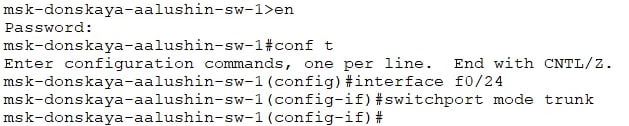 msk-donskaya-aalushin-sw-1>en
Password:
msk-donskaya-aalushin-sw-1#conf t
Enter configuration commands, one per line.  End with CNTL/Z.
msk-donskaya-aalushin-sw-1(config)#interface f0/24
msk-donskaya-aalushin-sw-1(config-if)#switchport mode trunk
msk-donskaya-aalushin-sw-1(config-if)#